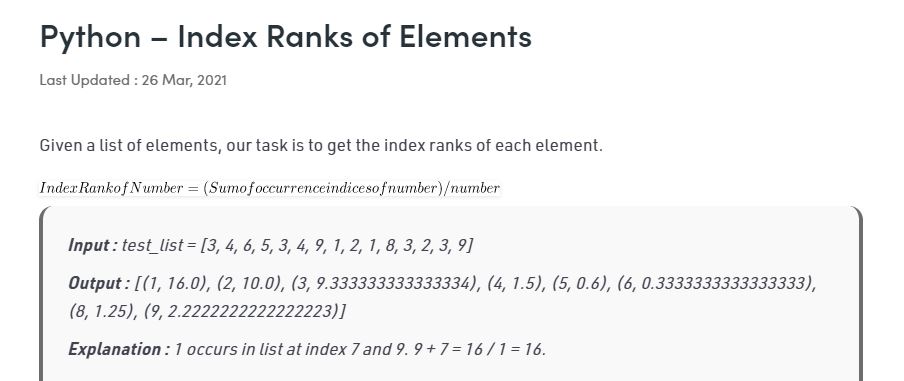 Python – Index Ranks of Elements
Last Updated : 26 Mar, 2021
Given a list of elements, our task is to get the index ranks of each element.
IndexRankofNumber = (Sumofoccurrenceindicesofnumber)/number
Input : test_list = [3, 4, 6, 5, 3, 4, 9, 1, 2, 1, 8, 3, 2, 3, 9]
Output : [(1, 16.0), (2, 10.0), (3, 9.333333333333334), (4, 1.5), (5, 0.6), (6, 0.3333333333333333),
(8, 1.25), (9, 2.2222222222222223)]
Explanation : 1 occurs in list at index 7 and 9. 9 + 7 = 16 / 1 = 16.